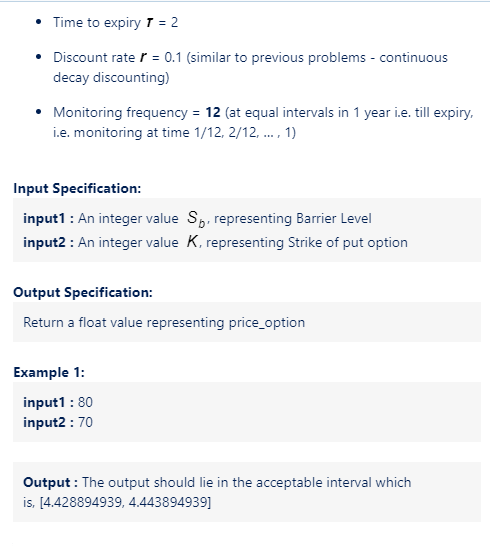 • Time to expiry T = 2
• Discount rate r = 0.1 (similar to previous problems - continuous
decay discounting)
• Monitoring frequency = 12 (at equal intervals in 1 year i.e. till expiry,
i.e. monitoring at time 1/12, 2/12, ... , 1)
Input Specification:
input1 : An integer value S_b, representing Barrier Level
input2 : An integer value K, representing Strike of put option
Output Specification:
Return a float value representing price_option
Example 1:
input1 : 80
input2 : 70
Output : The output should lie in the acceptable interval which
is, [4.428894939, 4.443894939]